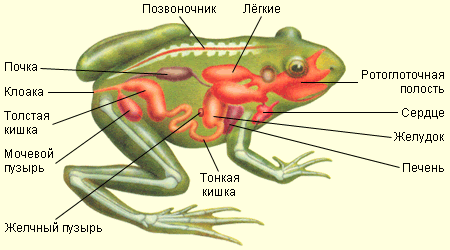 Позвоночник
Лёгкие
Почка
Клоака
Толстая
кишка
Мочевой
пузырь
Желчный пузырь
Тонкая
кишка
Ротоглоточная
полость
Сердце
Желудок
Печень